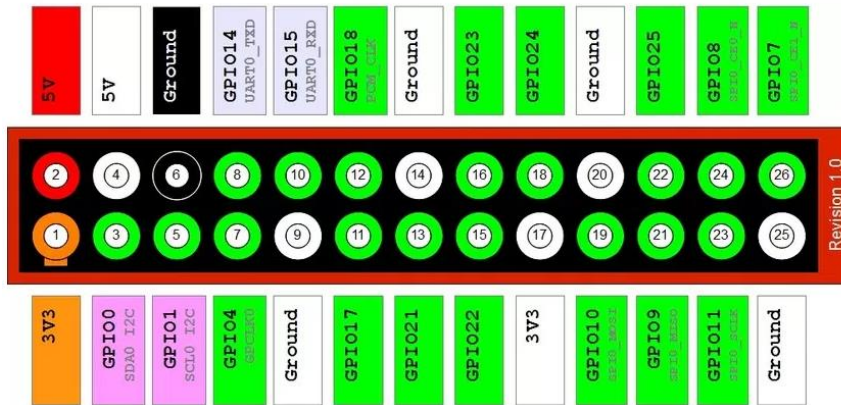 5V
5V
Ground
GPIO14
UART0_TXD
GPIO15
UART0_RXD
GPIO18
PCM_CLK
Ground
GPIO23
GPIO24
Ground
GPIO25
GPIO8
SPI0_CE0_N
GPIO7
SPI0_CE1_N
2 4 6 8 10 12 14 16 18 20 22 24 26
1 3 5 7 9 11 13 15 17 19 21 23 25
Revision 1.0
3V3
GPIO0
SDA0 I2C
GPIO1
SCL0 I2C
GPIO4
GPCLK0
Ground
GPIO17
GPIO21
GPIO22
3V3
GPIO10
SPI0_MOSI
GPIO9
SPI0_MISO
GPIO11
SPI0_SCLK
Ground